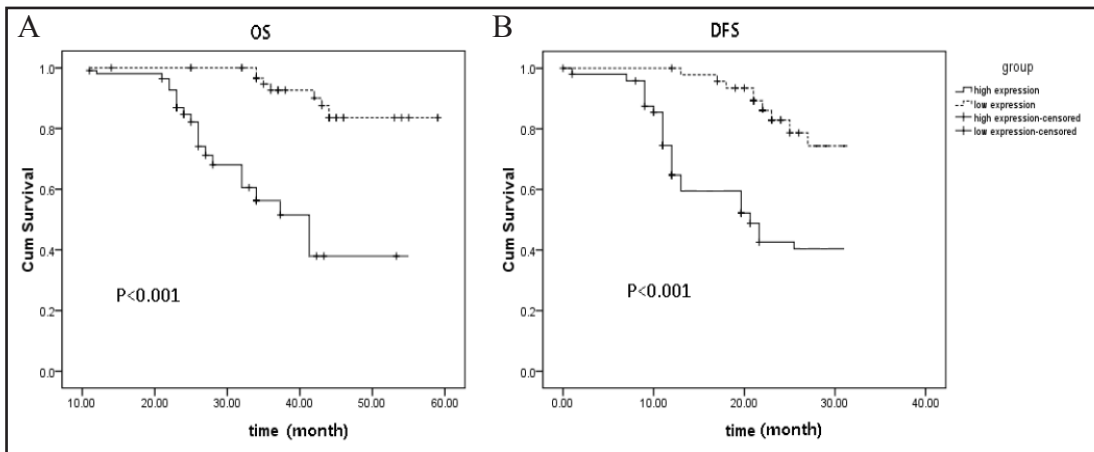 A
OS
Cum Survival
1.0
0.8
0.6
0.4
0.2
0.0
P<0.001
10.00 20.00 30.00 40.00 50.00 60.00
time (month)
B
DFS
Cum Survival
1.0
0.8
0.6
0.4
0.2
0.0
P<0.001
0.00 10.00 20.00 30.00 40.00
time (month)
group
high expression
low expression
high expression-censored
low expression-censored